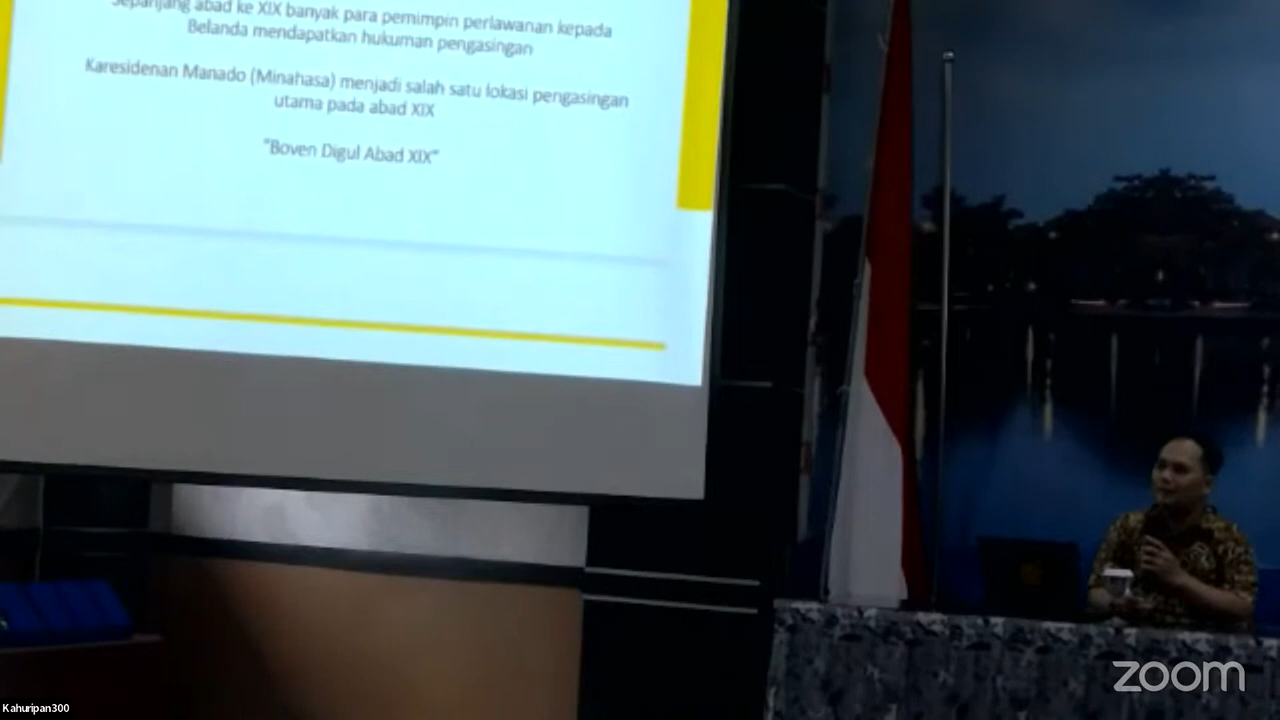 Sepanjang abad ke XIX banyak para pemimpin perlawanan kepada
Belanda mendapatkan hukuman pengasingan
Karesidenan Manado (Minahasa) menjadi salah satu lokasi pengasingan
utama pada abad XIX
"Boven Digul Abad XIX"
zoom
Kahuripan300